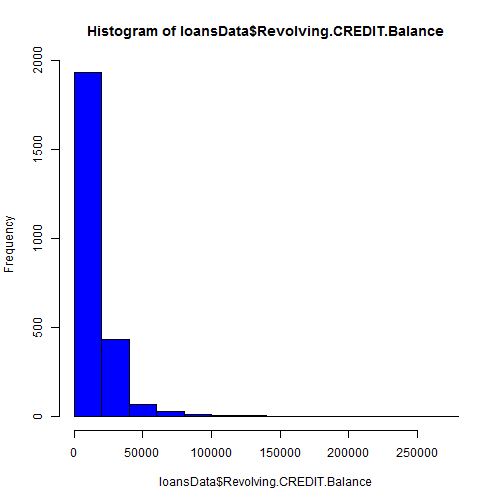 Histogram of loansData$Revolving.CREDIT.Balance
2000
1500
1000
500
0
Frequency
0 50000 100000 150000 200000 250000
loansData$Revolving.CREDIT.Balance